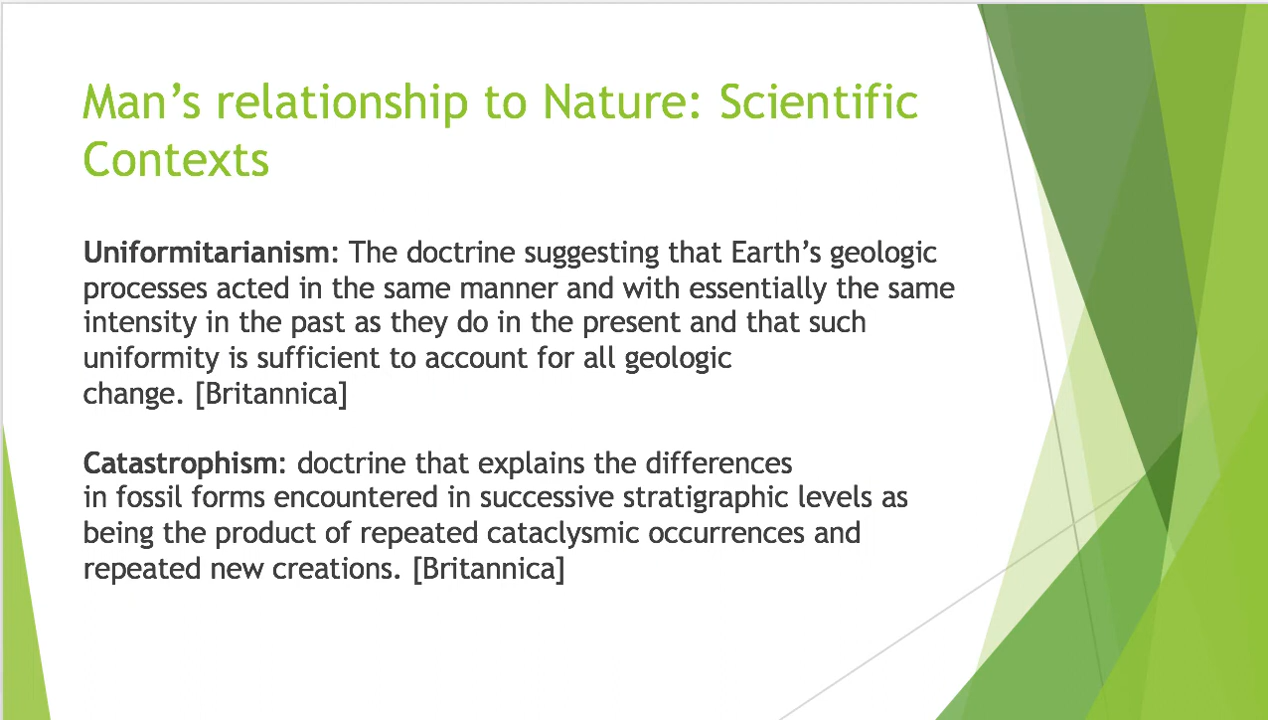 Man’s relationship to Nature: Scientific
Contexts
Uniformitarianism: The doctrine suggesting that Earth’s geologic
processes acted in the same manner and with essentially the same
intensity in the past as they do in the present and that such
uniformity is sufficient to account for all geologic
change. [Britannica]
Catastrophism: doctrine that explains the differences
in fossil forms encountered in successive stratigraphic levels as
being the product of repeated cataclysmic occurrences and
repeated new creations. [Britannica]